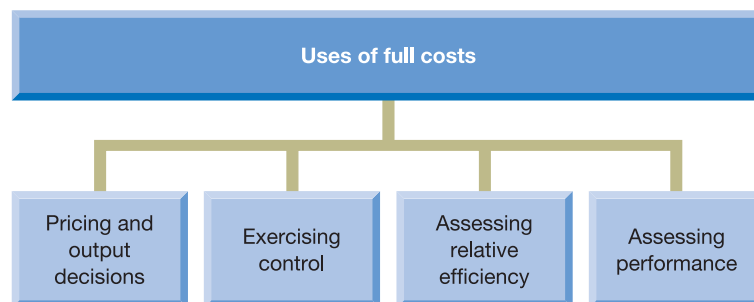 Uses of full costs
Pricing and
output
decisions
Exercising
control
Assessing
relative
efficiency
Assessing
performance